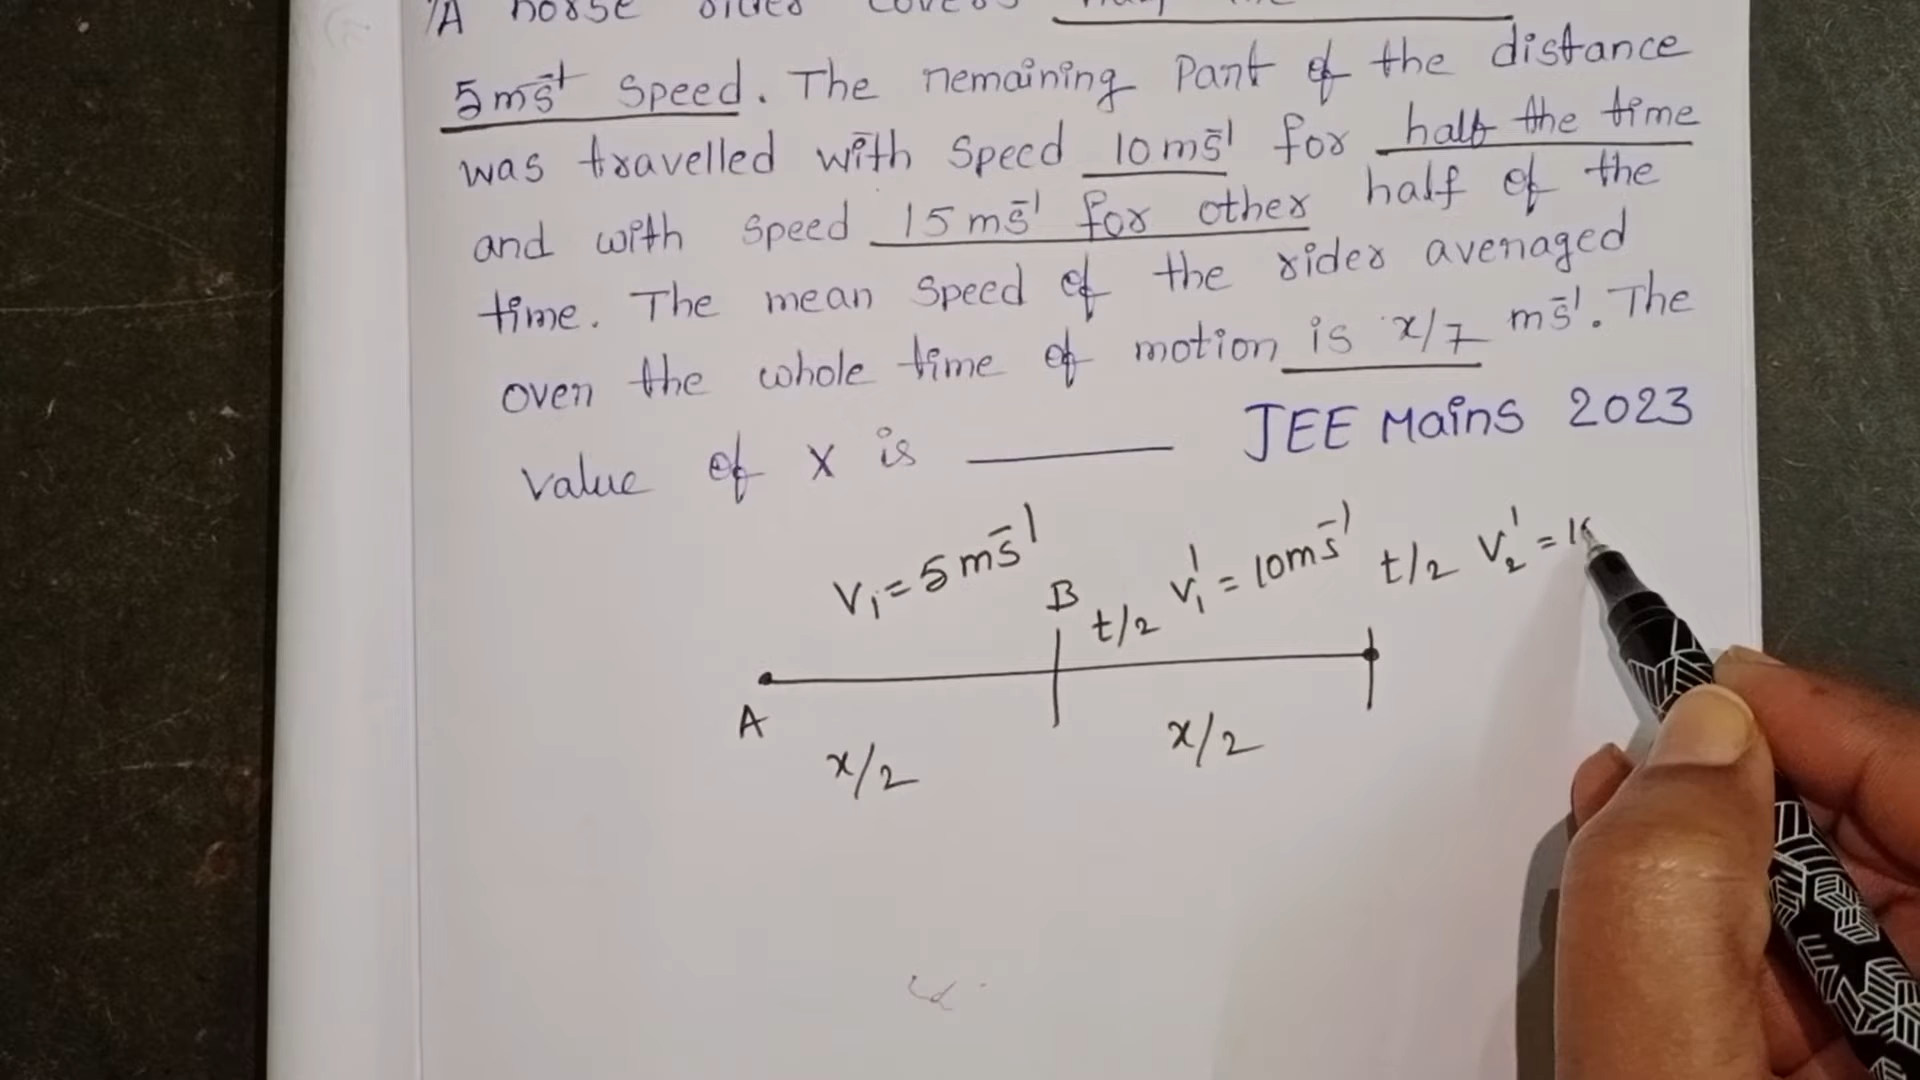 A horse rider covers half the
5ms⁻¹ speed. The remaining part of the distance
was travelled with speed 10ms⁻¹ for half the time
and with speed 15ms⁻¹ for other half of the
time. The mean speed of the rider averaged
over the whole time of motion is x/7 ms⁻¹. The
value of x is ______ JEE Mains 2023
V₁=5ms⁻¹ B t/2 V₁'=10ms⁻¹ t/2 V₂'=
A
x/2 x/2